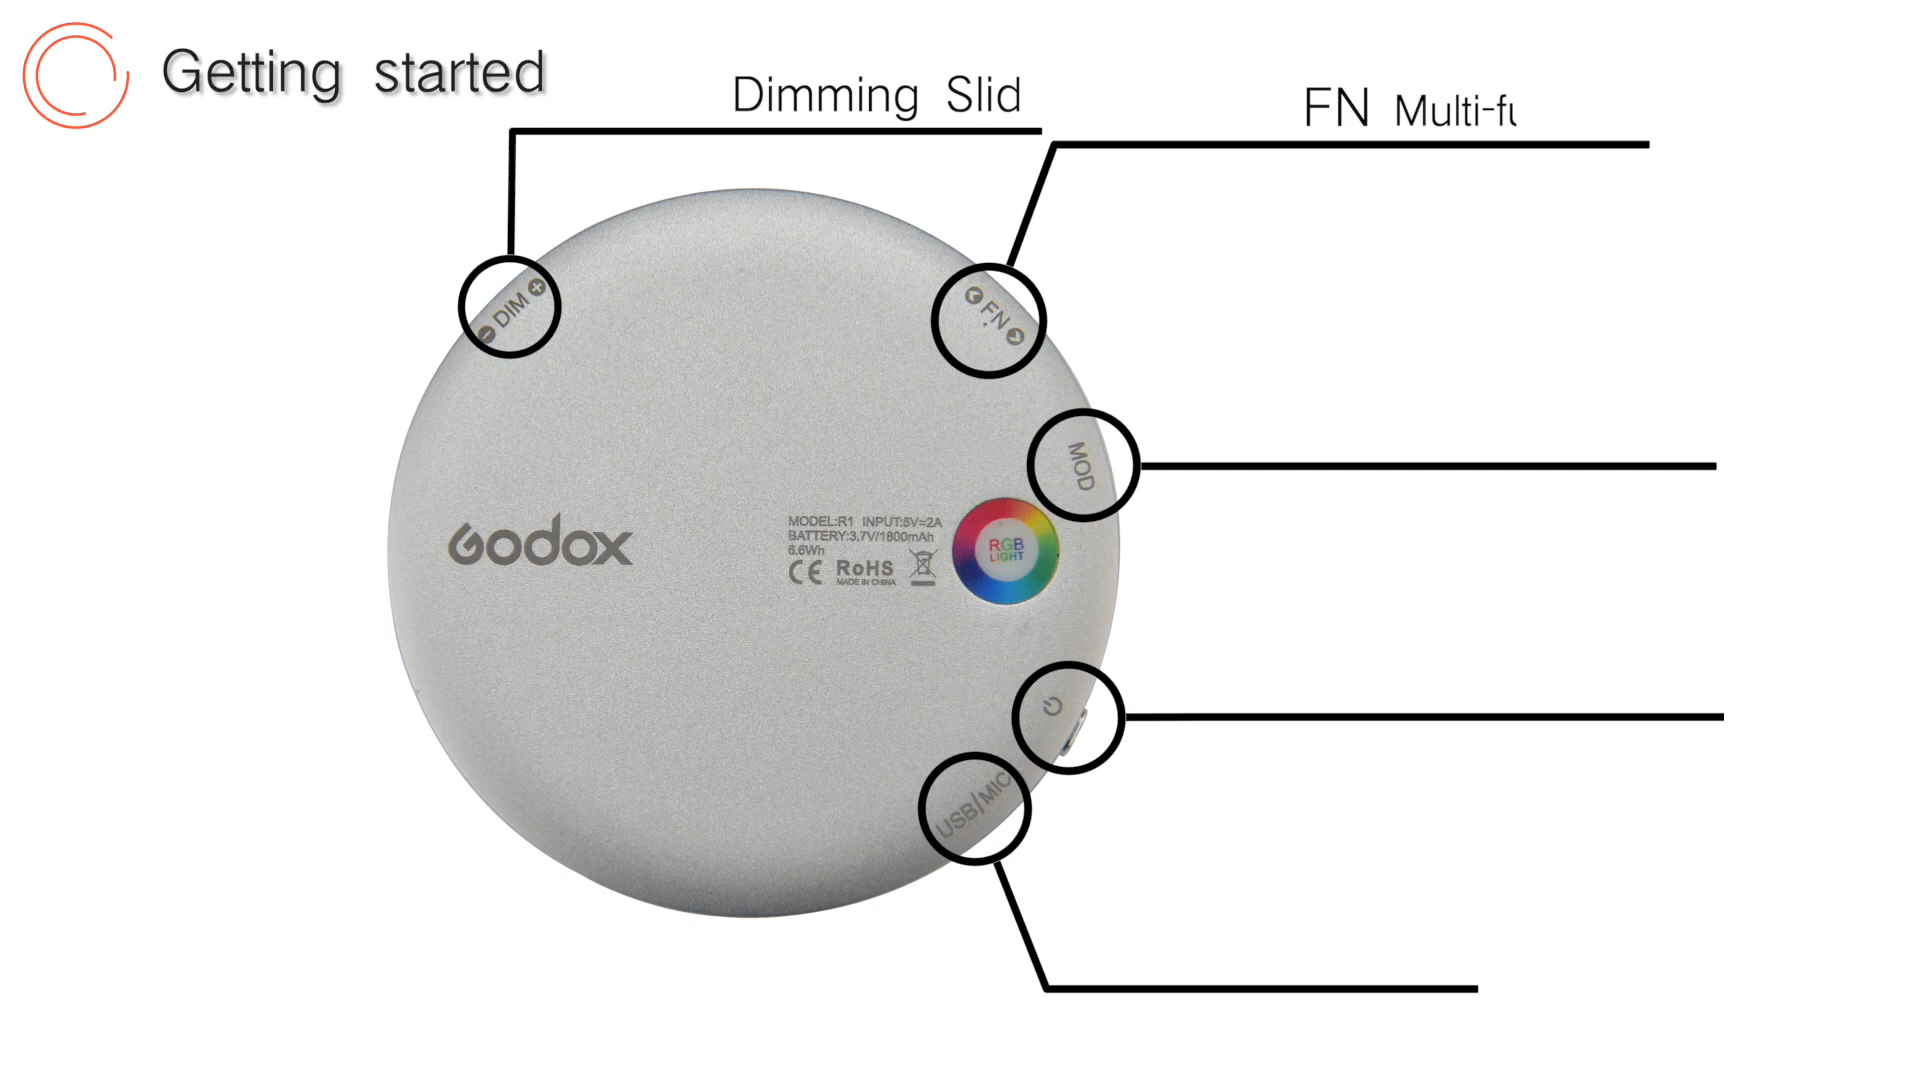 Getting started
Dimming Slid
FN Multi-fu
DIM
FN
MOD
Godox
MODEL:R1 INPUT:5V=2A
BATTERY:3.7V/1800mAh
6.6Wh
CE RoHS
MADE IN CHINA
RGB
LIGHT
USB/MIC